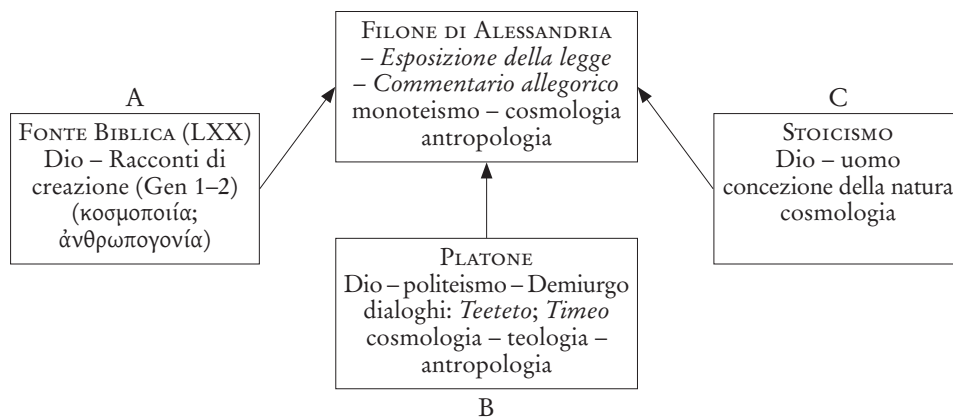 FILONE DI ALESSANDRIA
– Esposizione della legge
– Commentario allegorico
monoteismo – cosmologia
antropologia
A
FONTE BIBLICA (LXX)
Dio – Racconti di
creazione (Gen 1–2)
(κοσμοποιία;
ἀνθρωπογονία)
C
STOICISMO
Dio – uomo
concezione della natura
cosmologia
PLATONE
Dio – politeismo – Demiurgo
dialoghi: Teeteto; Timeo
cosmologia – teologia –
antropologia
B